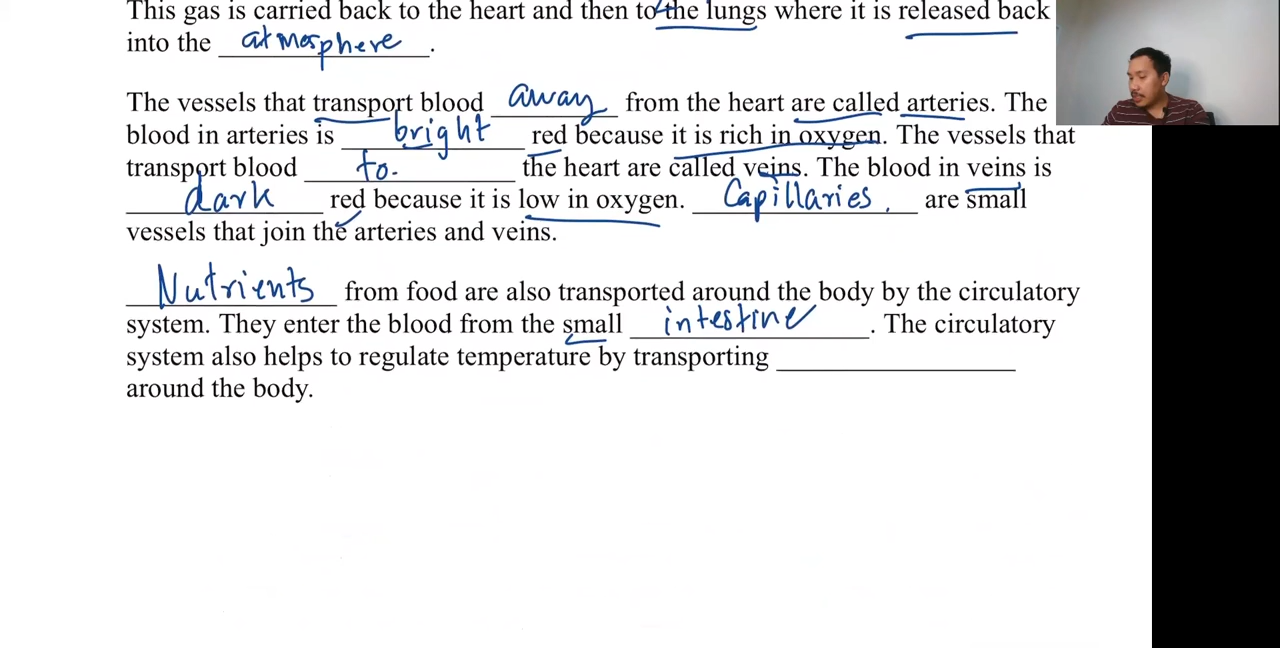 This gas is carried back to the heart and then to the lungs where it is released back
into the atmosphere.
The vessels that transport blood away from the heart are called arteries. The
blood in arteries is bright red because it is rich in oxygen. The vessels that
transport blood to. the heart are called veins. The blood in veins is
dark red because it is low in oxygen. Capillaries. are small
vessels that join the arteries and veins.
Nutrients from food are also transported around the body by the circulatory
system. They enter the blood from the small intestine. The circulatory
system also helps to regulate temperature by transporting ____________
around the body.